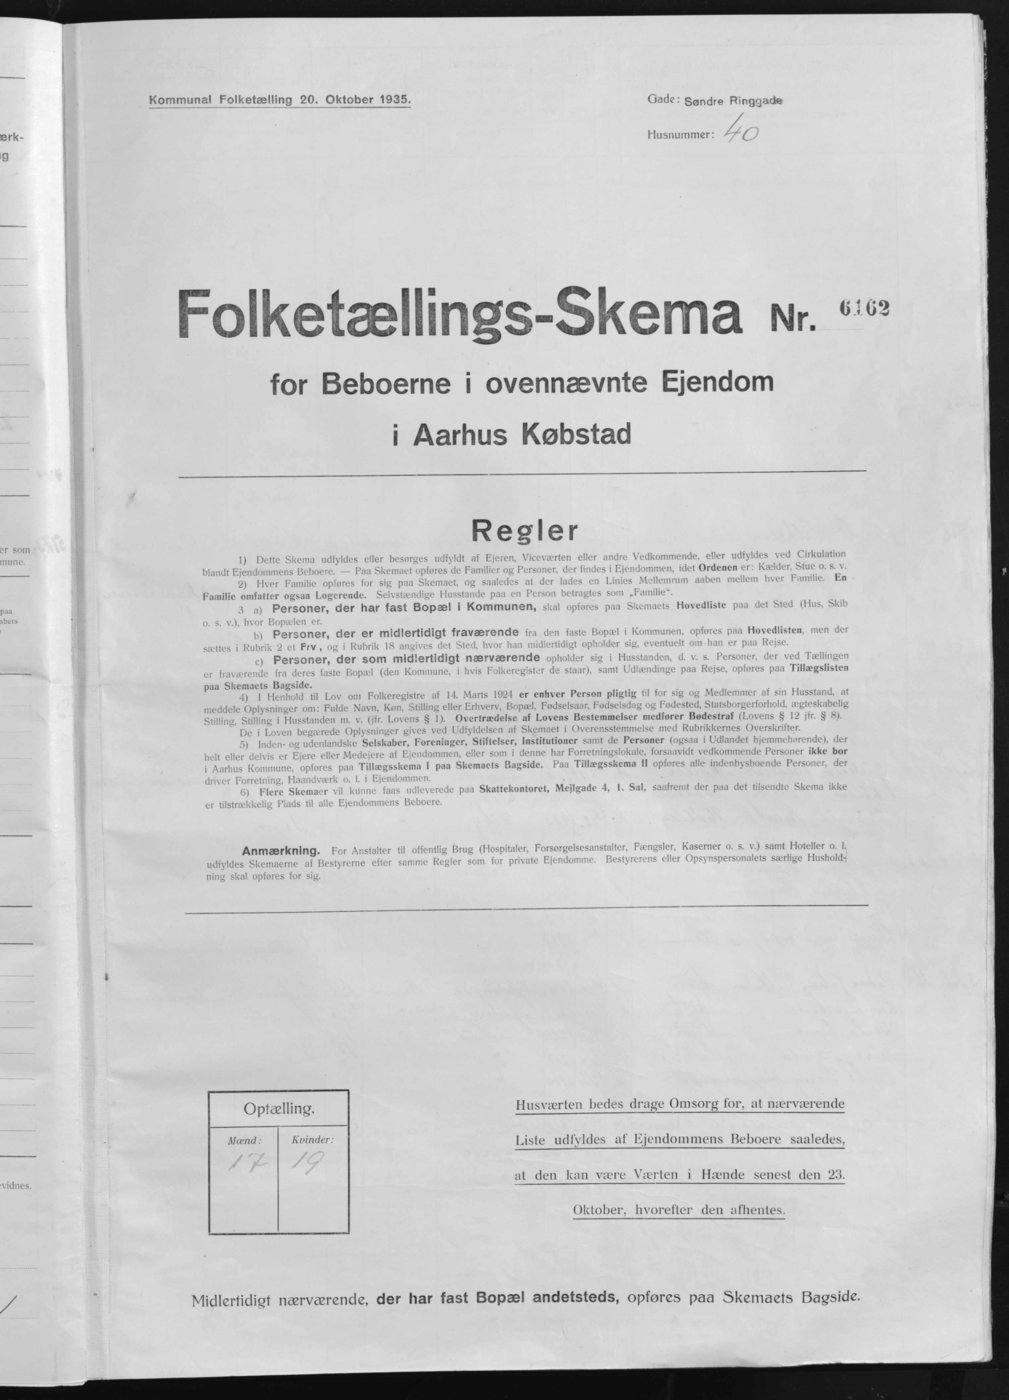 Kommunal Folketælling 20. Oktober 1935.
Gade: Søndre Ringgade
Husnummer: 40
Folketællings-Skema Nr. 6162
for Beboerne i ovennævnte Ejendom
i Aarhus Købstad
Regler
1) Dette Skema udfyldes eller besørges udfyldt af Ejeren, Viceværten eller andre Vedkommende, eller udfyldes ved Cirkulation
blandt Ejendommens Beboere. — Paa Skemaet opføres de Familier og Personer, der findes i Ejendommen, idet Ordenen er: Kælder, Stue o. s. v.
2) Hver Familie opføres for sig paa Skemaet, og saaledes at der lades en Linies Mellemrum aaben mellem hver Familie. En
Familie omfatter ogsaa Logerende. Selvstændige Husstande paa en Person betragtes som „Familie“.
3 a) Personer, der har fast Bopæl i Kommunen, skal opføres paa Skemaets Hovedliste paa det Sted (Hus, Skib
o. s. v.), hvor Bopælen er.
b) Personer, der er midlertidigt fraværende fra den faste Bopæl i Kommunen, opføres paa Hovedlisten, men der
sættes i Rubrik 2 et Frv., og i Rubrik 18 angives det Sted, hvor han midlertidigt opholder sig, eventuelt om han er paa Rejse.
c) Personer, der som midlertidigt nærværende opholder sig i Husstanden, d. v. s. Personer, der ved Tællingen
er fraværende fra deres faste Bopæl (den Kommune, i hvis Folkeregister de staar), samt Udlændinge paa Rejse, opføres paa Tillægslisten
paa Skemaets Bagside.
4) I Henhold til Lov om Folkeregistre af 14. Marts 1924 er enhver Person pligtig til for sig og Medlemmer af sin Husstand, at
meddele Oplysninger om: Fulde Navn, Køn, Stilling eller Erhverv, Bopæl, Fødselsaar, Fødselsdag og Fødested, Statsborgerforhold, ægteskabelig
Stilling, Stilling i Husstanden m. v. (jfr. Lovens § 1). Overtrædelse af Lovens Bestemmelser medfører Bødestraf (Lovens § 12 jfr. § 8).
De i Loven begærede Oplysninger gives ved Udfyldelsen af Skemaet i Overensstemmelse med Rubrikkernes Overskrifter.
5) Inden- og udenlandske Selskaber, Foreninger, Stiftelser, Institutioner samt de Personer (ogsaa i Udlandet hjemmehørende), der
helt eller delvis er Ejere eller Medejere af Ejendommen, eller som i denne har Forretningslokale, forsaavidt vedkommende Personer ikke bor
i Aarhus Kommune, opføres paa Tillægsskema I paa Skemaets Bagside. Paa Tillægsskema II opføres alle indenbysboende Personer, der
driver Forretning, Haandværk o. l. i Ejendommen.
6) Flere Skemaer vil kunne faas udleverede paa Skattekontoret, Mejlgade 4, 1. Sal, saafremt der paa det tilsendte Skema ikke
er tilstrækkelig Plads til alle Ejendommens Beboere.
Anmærkning. For Anstalter til offentlig Brug (Hospitaler, Forsørgelsesanstalter, Fængsler, Kaserner o. s. v.) samt Hoteller o. l.
udfyldes Skemaerne af Bestyrerne efter samme Regler som for private Ejendomme. Bestyrerens eller Opsynspersonalets særlige Hushold-
ning skal opføres for sig.
Optælling.
Mænd: Kvinder:
17 19
Husværten bedes drage Omsorg for, at nærværende
Liste udfyldes af Ejendommens Beboere saaledes,
at den kan være Værten i Hænde senest den 23.
Oktober, hvorefter den afhentes.
Midlertidigt nærværende, der har fast Bopæl andetsteds, opføres paa Skemaets Bagside.